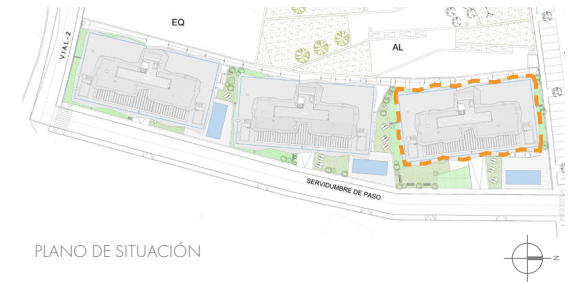 EQ
VIAL-2
AL
SERVIDUMBRE DE PASO
PLANO DE SITUACIÓN
N